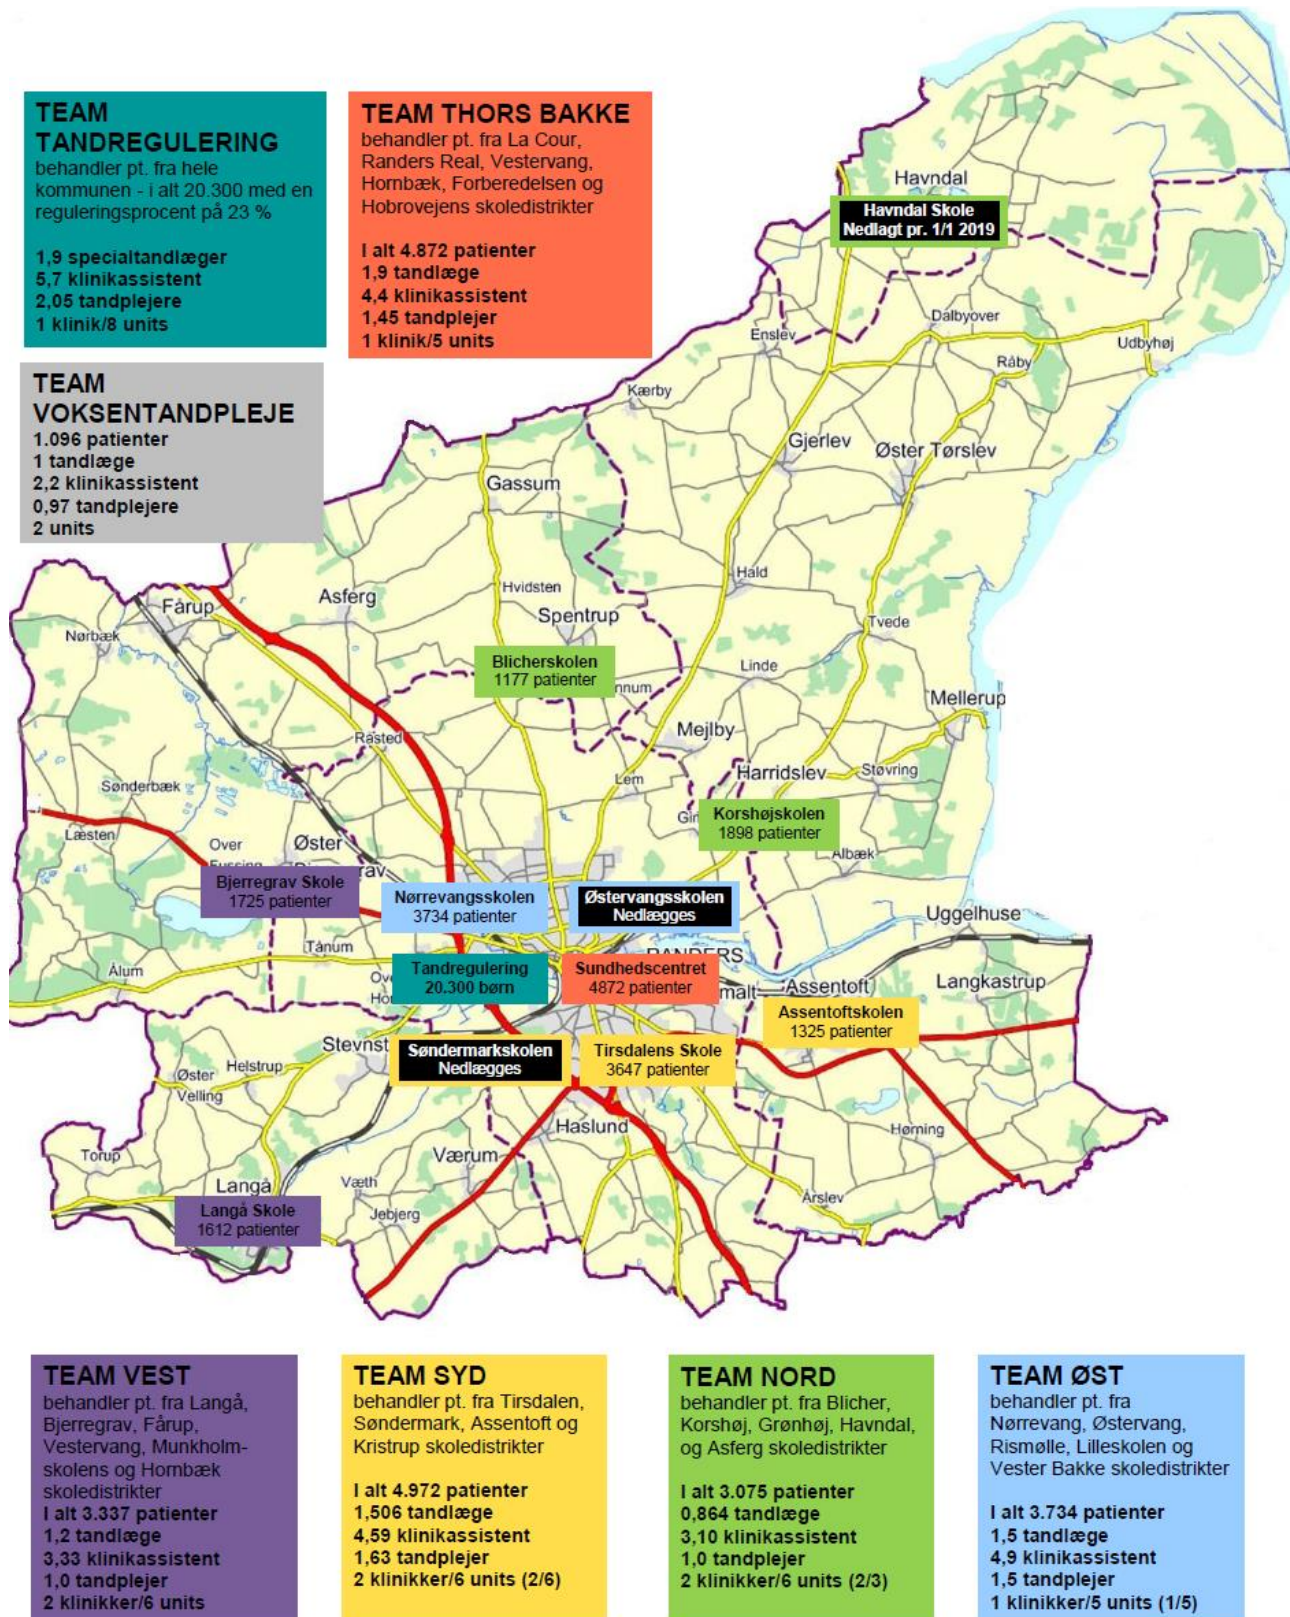 TEAM
TANDREGULERING
behandler pt. fra hele
kommunen - i alt 20.300 med en
reguleringsprocent på 23 %
1,9 specialtandlæger
5,7 klinikassistent
2,05 tandplejere
1 klinik/8 units
TEAM THORS BAKKE
behandler pt. fra La Cour,
Randers Real, Vestervang,
Hornbæk, Forberedelsen og
Hobrovejens skoledistrikter
I alt 4.872 patienter
1,9 tandlæge
4,4 klinikassistent
1,45 tandplejer
1 klinik/5 units
TEAM
VOKSENTANDPLEJE
1.096 patienter
1 tandlæge
2,2 klinikassistent
0,97 tandplejere
2 units
Havndal
Havndal Skole
Nedlagt pr. 1/1 2019
Dalbyover
Enslev
Udbyhøj
Råby
Kærby
Gjerlev
Øster Tørslev
Gassum
Hald
Hvidsten
Asferg
Fårup
Spentrup
Tvede
Nørbæk
Blicherskolen
1177 patienter
nnum
Linde
Mellerup
Mejlby
Råsted
Harridslev
Støvring
Lem
Sønderbæk
Gim
Korshøjskolen
1898 patienter
Læsten
Over
Fussing
Øster
grav
Albæk
Bjerregrav Skole
1725 patienter
Nørrevangsskolen
3734 patienter
Østervangsskolen
Nedlægges
Uggelhuse
Tånum
RANDERS
Ålum
Ov
Hor
Tandregulering
20.300 børn
Sundhedscentret
4872 patienter
malt
Assentoft
Langkastrup
Assentoftskolen
1325 patienter
Stevnst
Søndermarkskolen
Nedlægges
Tirsdalens Skole
3647 patienter
Helstrup
Øster
Velling
Haslund
Hørning
Torup
Værum
Langå
Væth
Årslev
Langå Skole
1612 patienter
Jebjerg
TEAM VEST
behandler pt. fra Langå,
Bjerregrav, Fårup,
Vestervang, Munkholm-
skolens og Hornbæk
skoledistrikter
I alt 3.337 patienter
1,2 tandlæge
3,33 klinikassistent
1,0 tandplejer
2 klinikker/6 units
TEAM SYD
behandler pt. fra Tirsdalen,
Søndermark, Assentoft og
Kristrup skoledistrikter
I alt 4.972 patienter
1,506 tandlæge
4,59 klinikassistent
1,63 tandplejer
2 klinikker/6 units (2/6)
TEAM NORD
behandler pt. fra Blicher,
Korshøj, Grønhøj, Havndal,
og Asferg skoledistrikter
I alt 3.075 patienter
0,864 tandlæge
3,10 klinikassistent
1,0 tandplejer
2 klinikker/6 units (2/3)
TEAM ØST
behandler pt. fra
Nørrevang, Østervang,
Rismølle, Lilleskolen og
Vester Bakke skoledistrikter
I alt 3.734 patienter
1,5 tandlæge
4,9 klinikassistent
1,5 tandplejer
1 klinikker/5 units (1/5)